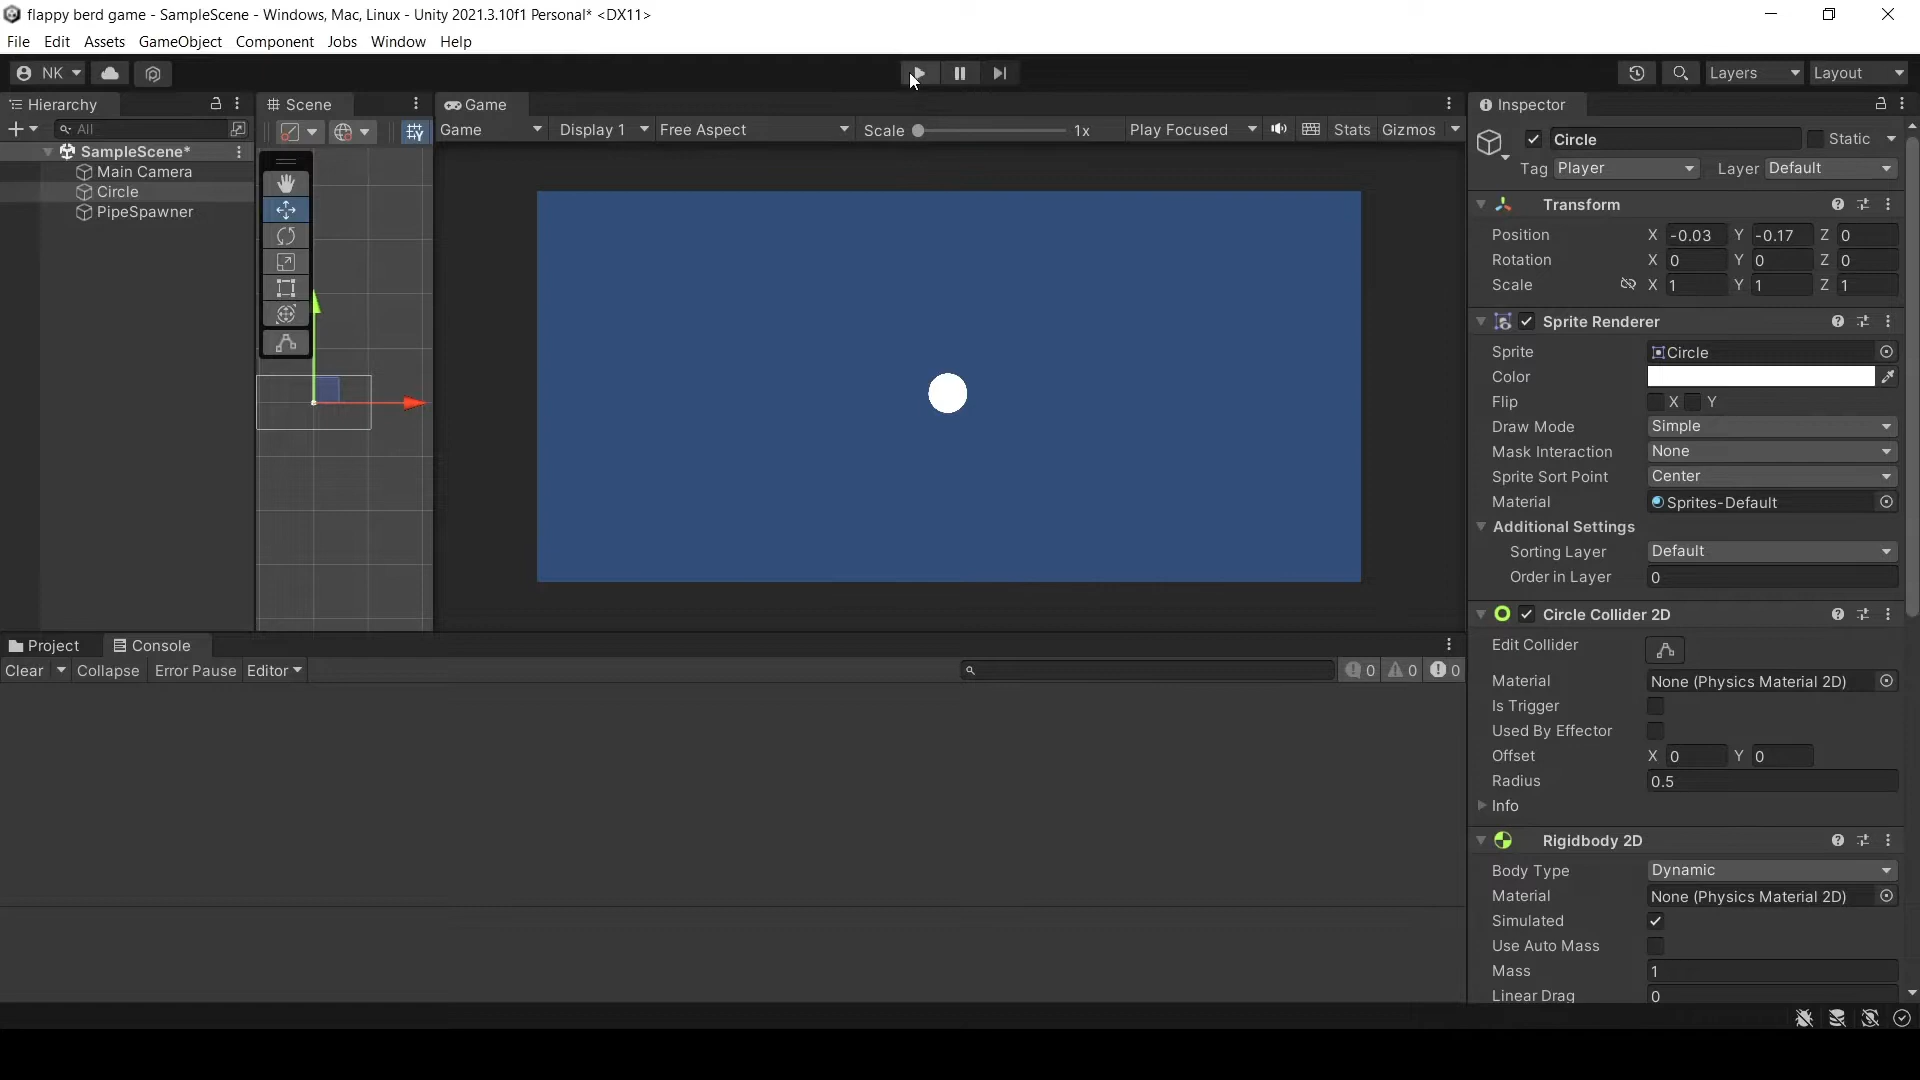 flappy berd game - SampleScene - Windows, Mac, Linux - Unity 2021.3.10f1 Personal* <DX11>
File Edit Assets GameObject Component Jobs Window Help
NK Layers Layout
Hierarchy
All
SampleScene*
Main Camera
Circle
PipeSpawner
Scene
Game
Game Display 1 Free Aspect Scale 1x Play Focused Stats Gizmos
Inspector
Circle Static
Tag Player Layer Default
Transform
Position X -0.03 Y -0.17 Z 0
Rotation X 0 Y 0 Z 0
Scale X 1 Y 1 Z 1
Sprite Renderer
Sprite Circle
Color
Flip X Y
Draw Mode Simple
Mask Interaction None
Sprite Sort Point Center
Material Sprites-Default
Additional Settings
Sorting Layer Default
Order in Layer 0
Circle Collider 2D
Edit Collider
Material None (Physics Material 2D)
Is Trigger
Used By Effector
Offset X 0 Y 0
Radius 0.5
Info
Rigidbody 2D
Body Type Dynamic
Material None (Physics Material 2D)
Simulated
Use Auto Mass
Mass 1
Linear Drag 0
Project Console
Clear Collapse Error Pause Editor 0 0 0